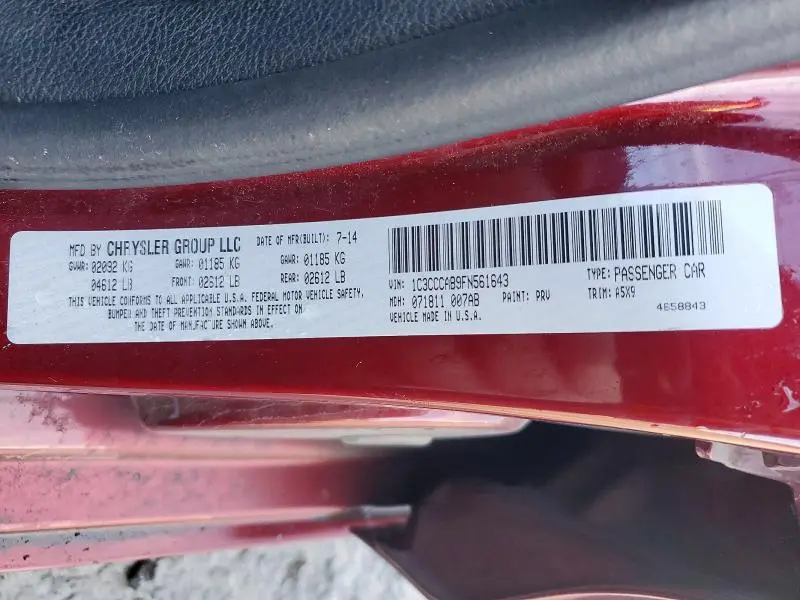 MFD BY CHRYSLER GROUP LLC DATE OF MFR(BUILT): 7-14
GVWR: 02092 KG GAWR: 01185 KG GAWR: 01185 KG
04612 LB FRONT: 02612 LB REAR: 02612 LB
THIS VEHICLE CONFORMS TO ALL APPLICABLE U.S.A. FEDERAL MOTOR VEHICLE SAFETY,
BUMPER AND THEFT PREVENTION STANDARDS IN EFFECT ON
THE DATE OF MANUFACTURE SHOWN ABOVE.
VIN: 1C3CCCAB9FN561643 TYPE: PASSENGER CAR
MDH: 071811 007AB PAINT: PRV TRIM: A5X9
VEHICLE MADE IN U.S.A. 4658843